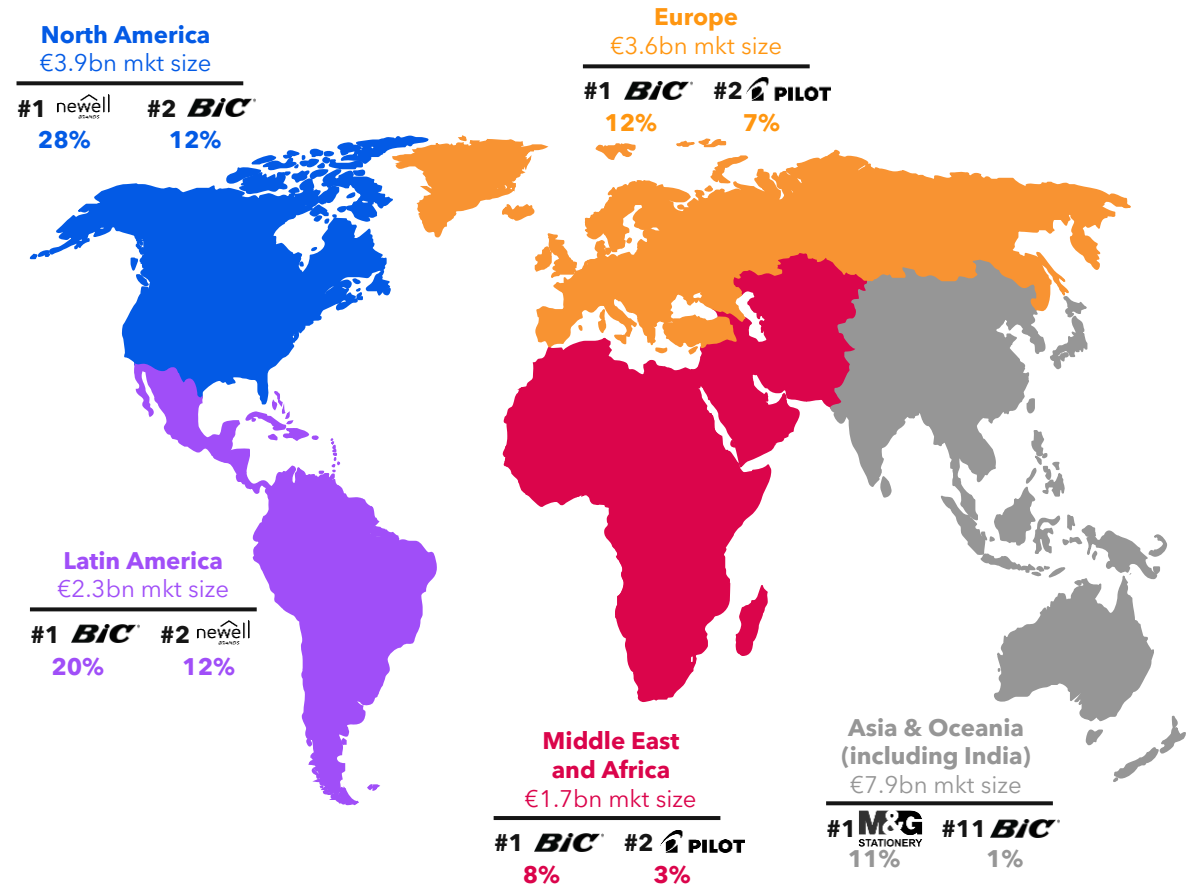 North America
€3.9bn mkt size
#1 newell BRANDS #2 BiC®
28% 12%
Europe
€3.6bn mkt size
#1 BiC® #2 PILOT
12% 7%
Latin America
€2.3bn mkt size
#1 BiC® #2 newell BRANDS
20% 12%
Middle East
and Africa
€1.7bn mkt size
#1 BiC® #2 PILOT
8% 3%
Asia & Oceania
(including India)
€7.9bn mkt size
#1 M&G STATIONERY #11 BiC®
11% 1%